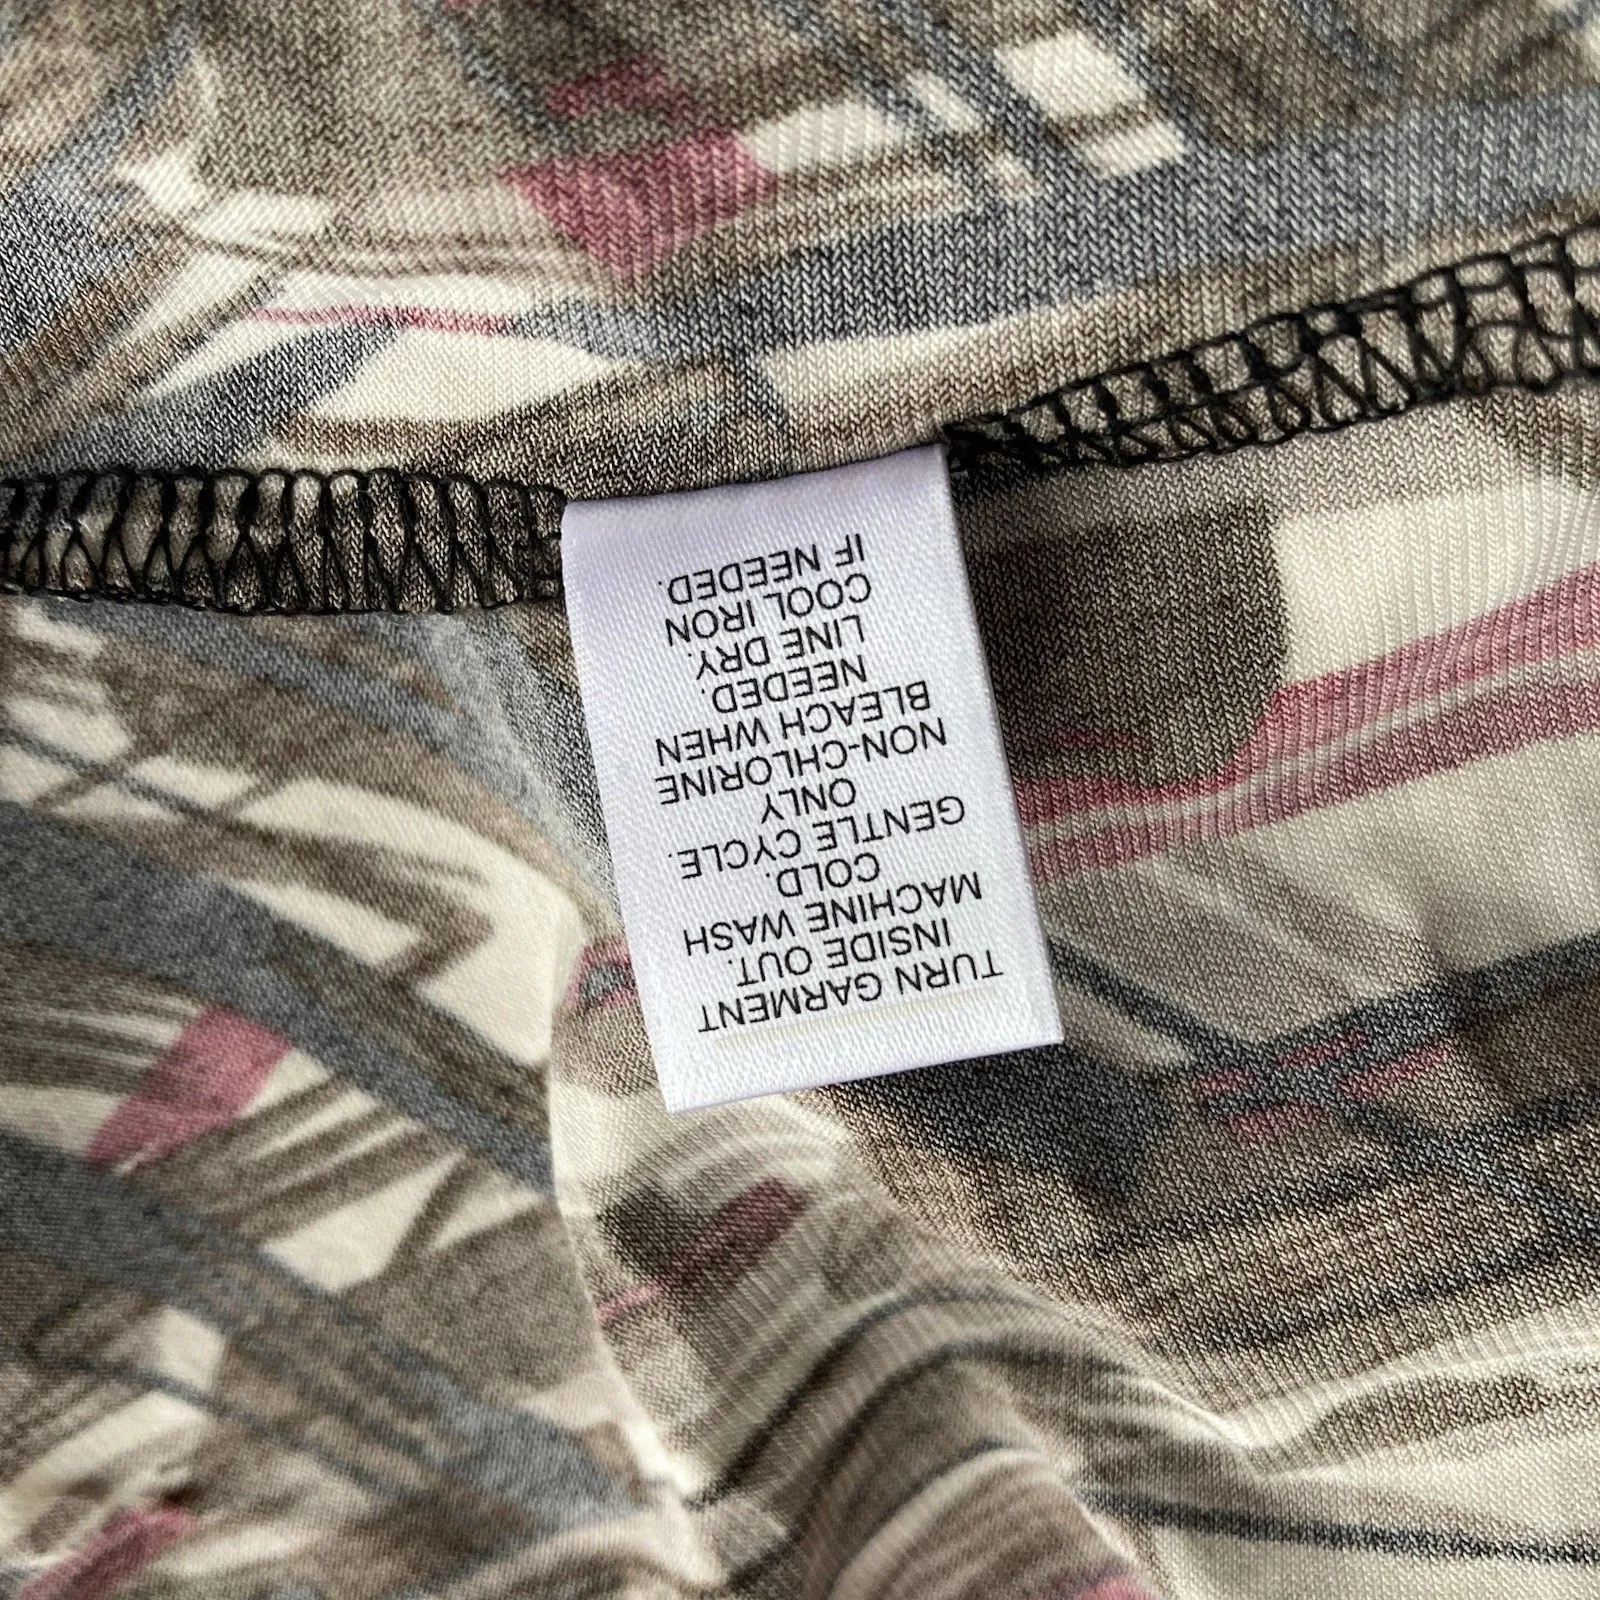 TURN GARMENT
INSIDE OUT.
MACHINE WASH
COLD.
GENTLE CYCLE.
ONLY
NON-CHLORINE
BLEACH WHEN
NEEDED.
LINE DRY.
COOL IRON
IF NEEDED.